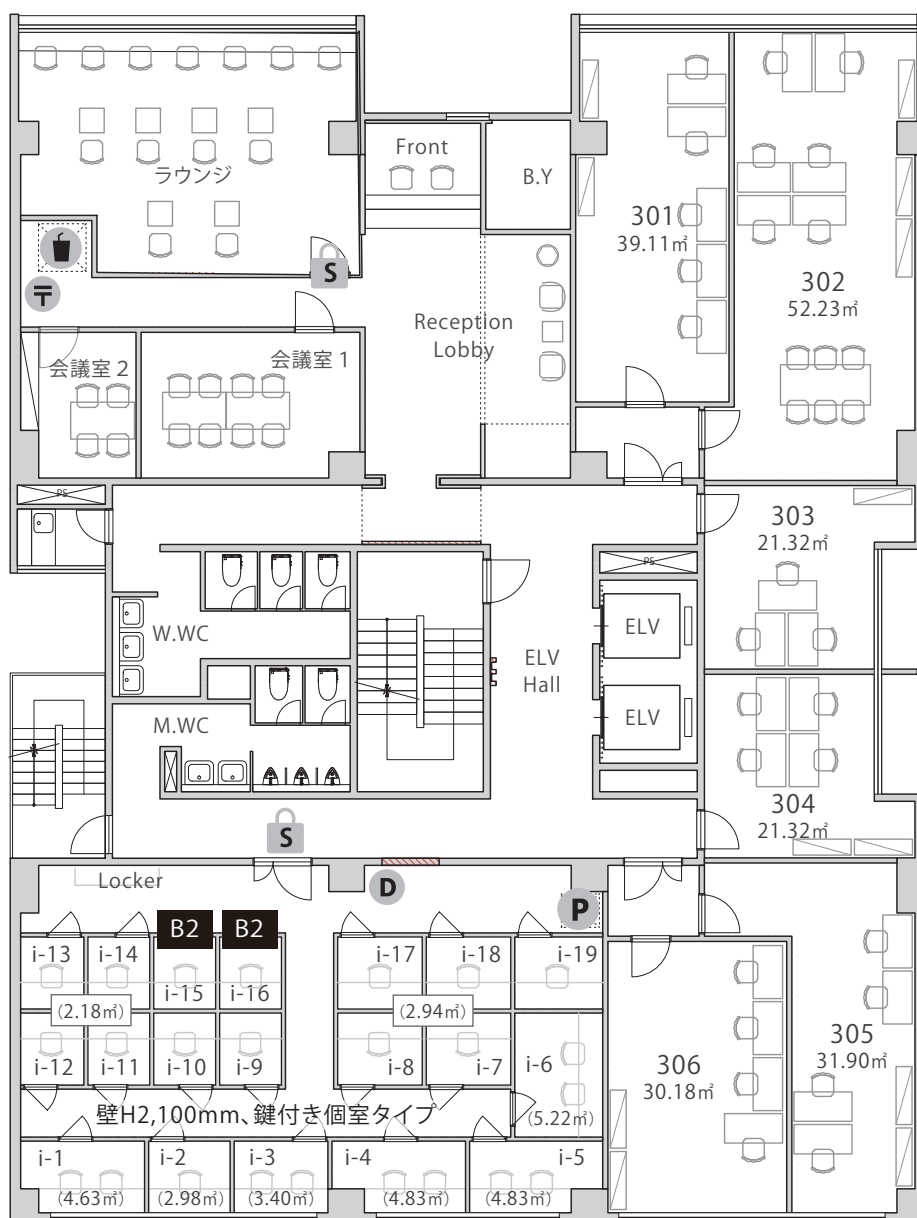 Front
B.Y
ラウンジ
301
39.11㎡
302
52.23㎡
S
〒
Reception
Lobby
会議室 2
会議室 1
PS
303
21.32㎡
PS
W.WC
ELV
ELV
Hall
M.WC
ELV
304
21.32㎡
S
Locker
D
P
B2
B2
i-13
i-14
i-15
i-16
i-17
i-18
i-19
(2.18㎡)
(2.94㎡)
i-12
i-11
i-10
i-9
i-8
i-7
i-6
(5.22㎡)
306
30.18㎡
305
31.90㎡
壁H2,100mm、鍵付き個室タイプ
i-1
i-2
i-3
i-4
i-5
(4.63㎡)
(2.98㎡)
(3.40㎡)
(4.83㎡)
(4.83㎡)